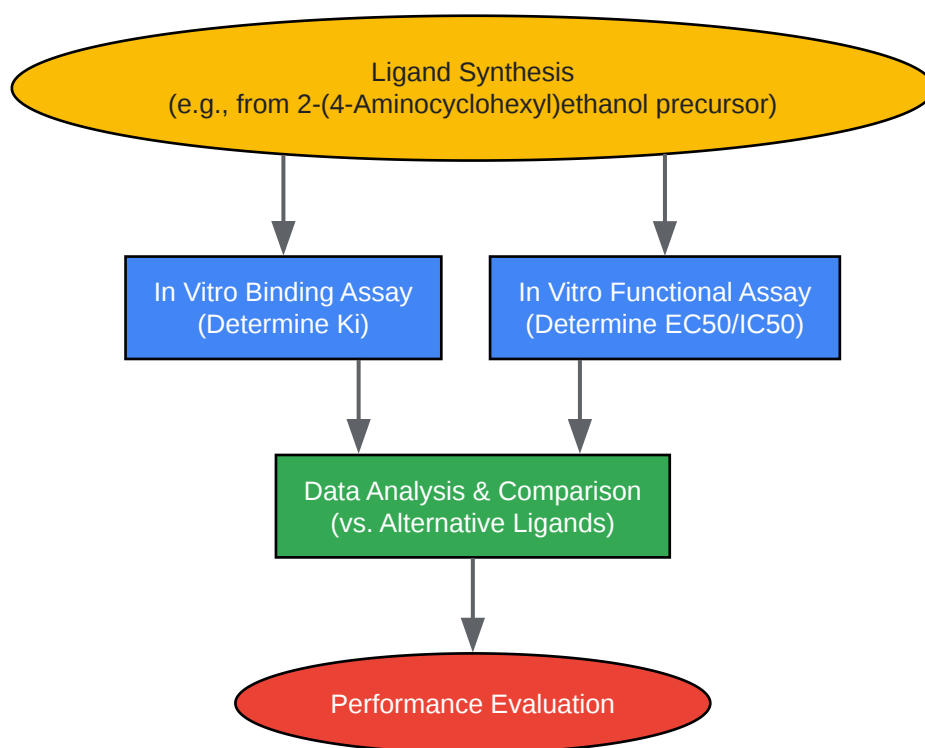 Ligand Synthesis
(e.g., from 2-(4-Aminocyclohexyl)ethanol precursor)
In Vitro Binding Assay
(Determine Ki)
In Vitro Functional Assay
(Determine EC50/IC50)
Data Analysis & Comparison
(vs. Alternative Ligands)
Performance Evaluation